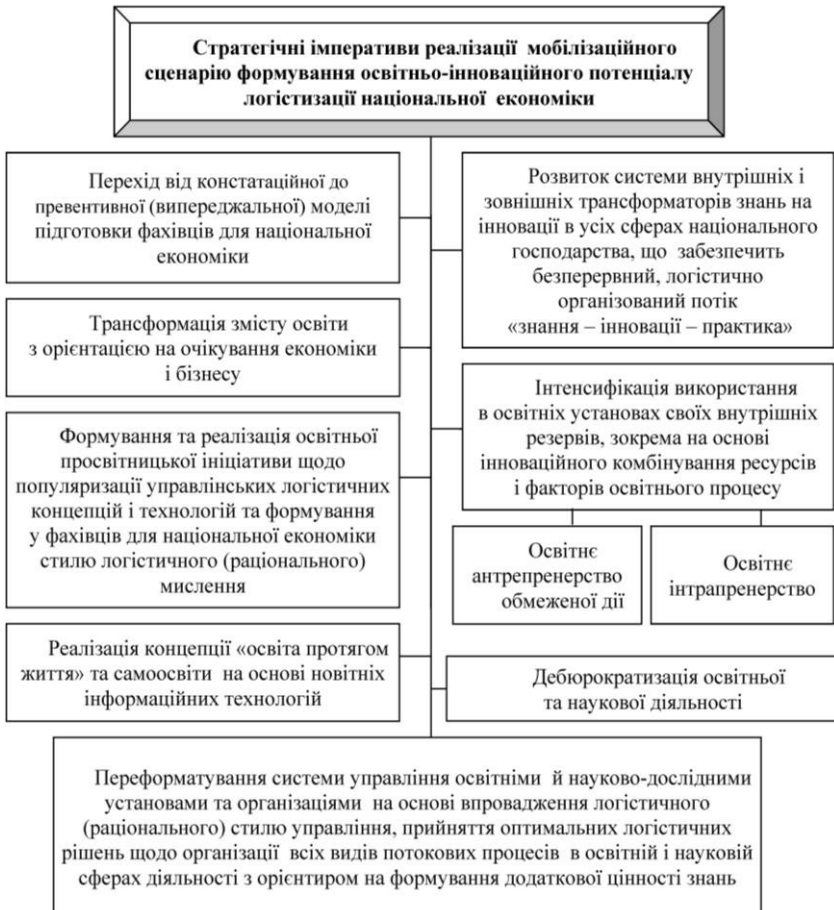 Стратегічні імперативи реалізації мобілізаційного
сценарію формування освітньо-інноваційного потенціалу
логістизації національної економіки
Перехід від констатаційної до
превентивної (випереджальної) моделі
підготовки фахівців для національної
економіки
Трансформація змісту освіти
з орієнтацією на очікування економіки
і бізнесу
Формування та реалізація освітньої
просвітницької ініціативи щодо
популяризації управлінських логістичних
концепцій і технологій та формування
у фахівців для національної економіки
стилю логістичного (раціонального)
мислення
Реалізація концепції «освіта протягом
життя» та самоосвіти на основі новітніх
інформаційних технологій
Розвиток системи внутрішніх і
зовнішніх трансформаторів знань на
інновації в усіх сферах національного
господарства, що забезпечить
безперервний, логістично
організований потік
«знання – інновації – практика»
Інтенсифікація використання
в освітніх установах своїх внутрішніх
резервів, зокрема на основі
інноваційного комбінування ресурсів
і факторів освітнього процесу
Освітнє
антрепренерство
обмеженої дії
Освітнє
інтрапренерство
Дебюрократизація освітньої
та наукової діяльності
Переформатування системи управління освітніми й науково-дослідними
установами та організаціями на основі впровадження логістичного
(раціонального) стилю управління, прийняття оптимальних логістичних
рішень щодо організації всіх видів потокових процесів в освітній і науковій
сферах діяльності з орієнтиром на формування додаткової цінності знань